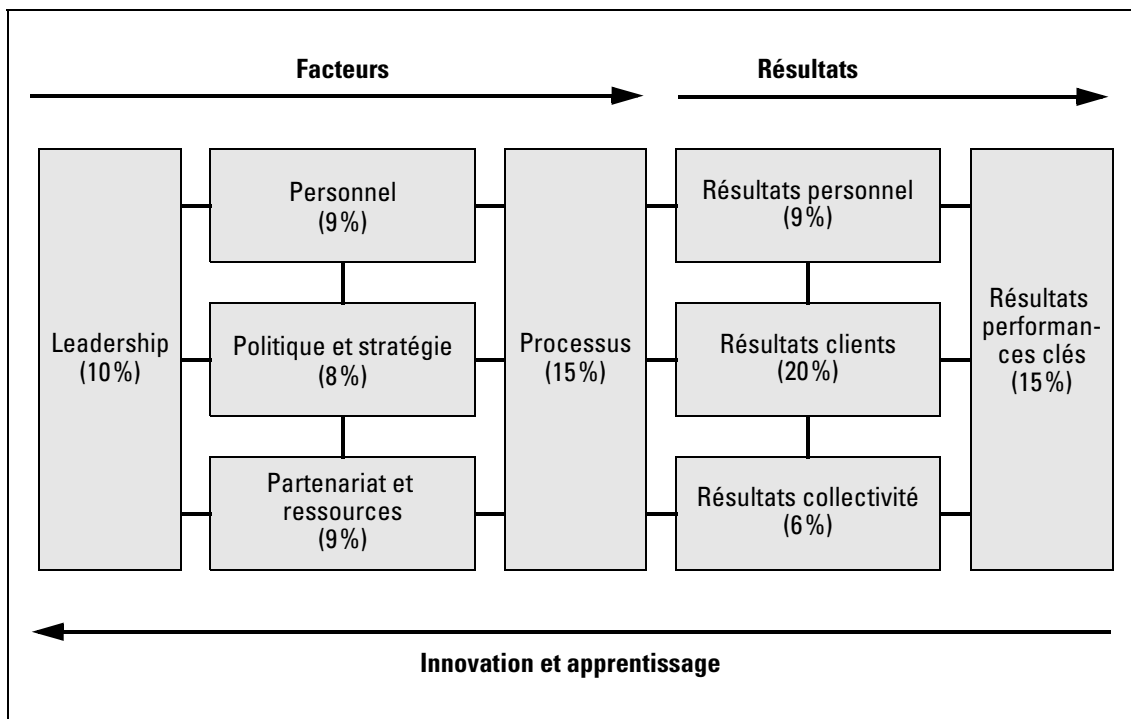 Facteurs
Résultats
Leadership
(10%)
Personnel
(9%)
Politique et stratégie
(8%)
Partenariat et
ressources
(9%)
Processus
(15%)
Résultats personnel
(9%)
Résultats clients
(20%)
Résultats collectivité
(6%)
Résultats
performan-
ces clés
(15%)
Innovation et apprentissage